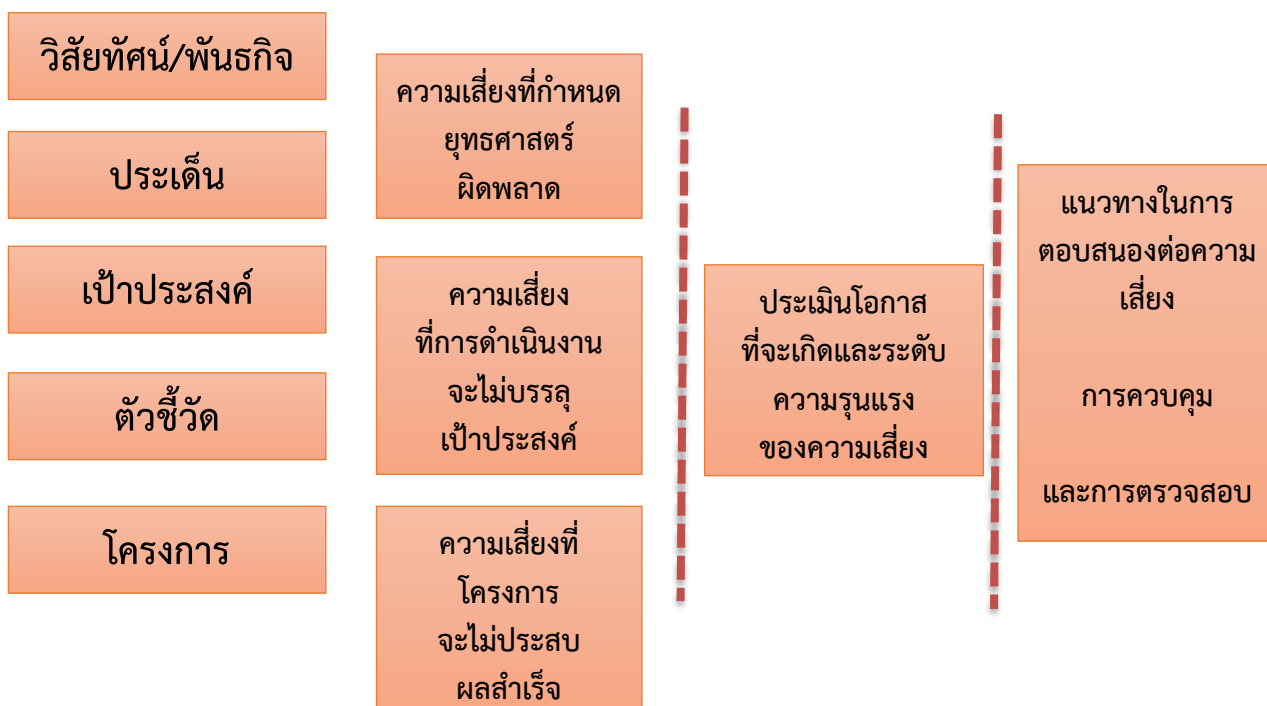 วิสัยทัศน์/พันธกิจ
ประเด็น
เป้าประสงค์
ตัวชี้วัด
โครงการ
ความเสี่ยงที่กำหนด
ยุทธศาสตร์
ผิดพลาด
ความเสี่ยง
ที่การดำเนินงาน
จะไม่บรรลุ
เป้าประสงค์
ความเสี่ยงที่
โครงการ
จะไม่ประสบ
ผลสำเร็จ
ประเมินโอกาส
ที่จะเกิดและระดับ
ความรุนแรง
ของความเสี่ยง
แนวทางในการ
ตอบสนองต่อความ
เสี่ยง
การควบคุม
และการตรวจสอบ